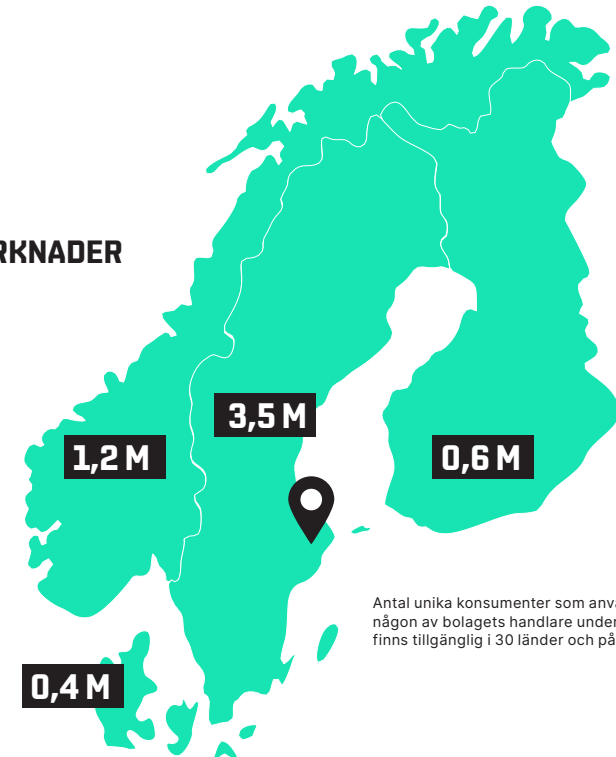 RKNADER
3,5 M
1,2 M
0,6 M
Antal unika konsumenter som anv
någon av bolagets handlare under
finns tillgänglig i 30 länder och på
0,4 M